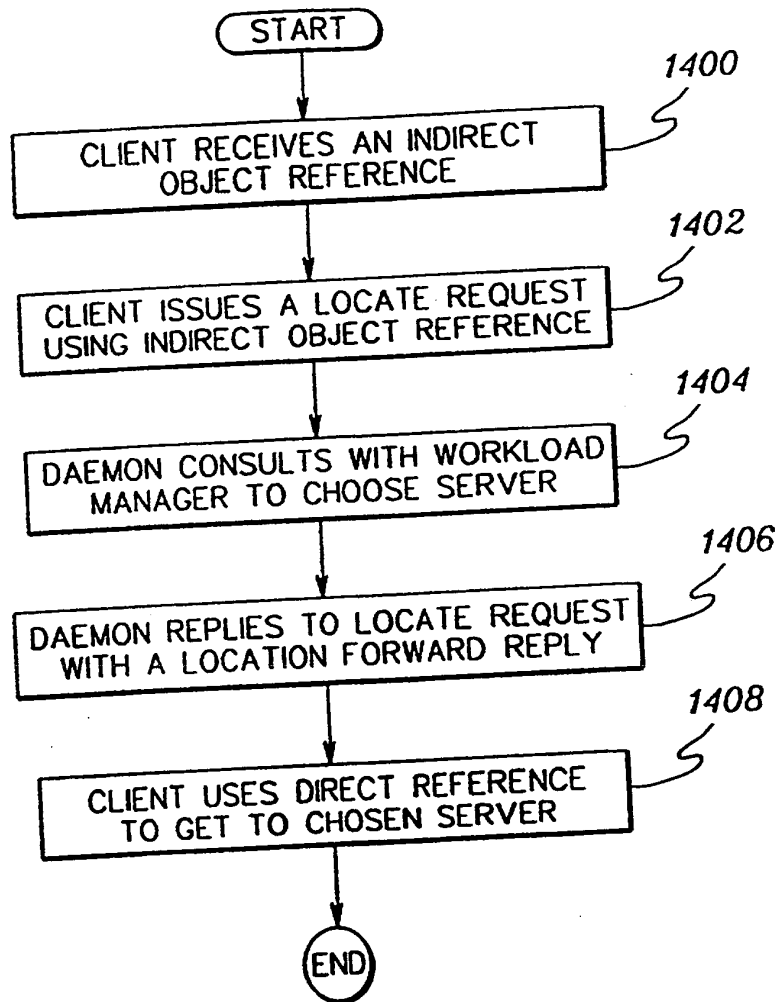 START
1400
CLIENT RECEIVES AN INDIRECT
OBJECT REFERENCE
1402
CLIENT ISSUES A LOCATE REQUEST
USING INDIRECT OBJECT REFERENCE
1404
DAEMON CONSULTS WITH WORKLOAD
MANAGER TO CHOOSE SERVER
1406
DAEMON REPLIES TO LOCATE REQUEST
WITH A LOCATION FORWARD REPLY
1408
CLIENT USES DIRECT REFERENCE
TO GET TO CHOSEN SERVER
END